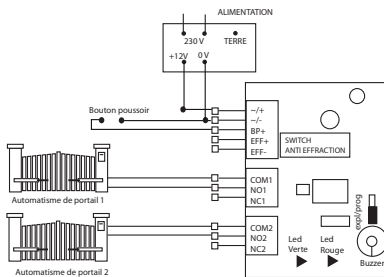 ALIMENTATION
230 V
TERRE
+12V 0 V
Bouton poussoir
~/+
~/-
BP+
EFF+
EFF-
SWITCH
ANTI EFFRACTION
COM1
NO1
NC1
Automatisme de portail 1
COM2
NO2
NC2
expl/prog
Led
Verte
Led
Rouge
Buzzer
Automatisme de portail 2